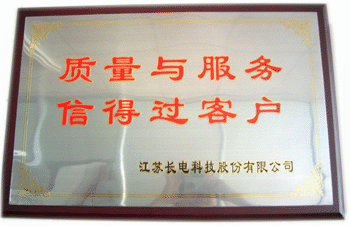 质量与服务
信得过客户
江苏长电科技股份有限公司